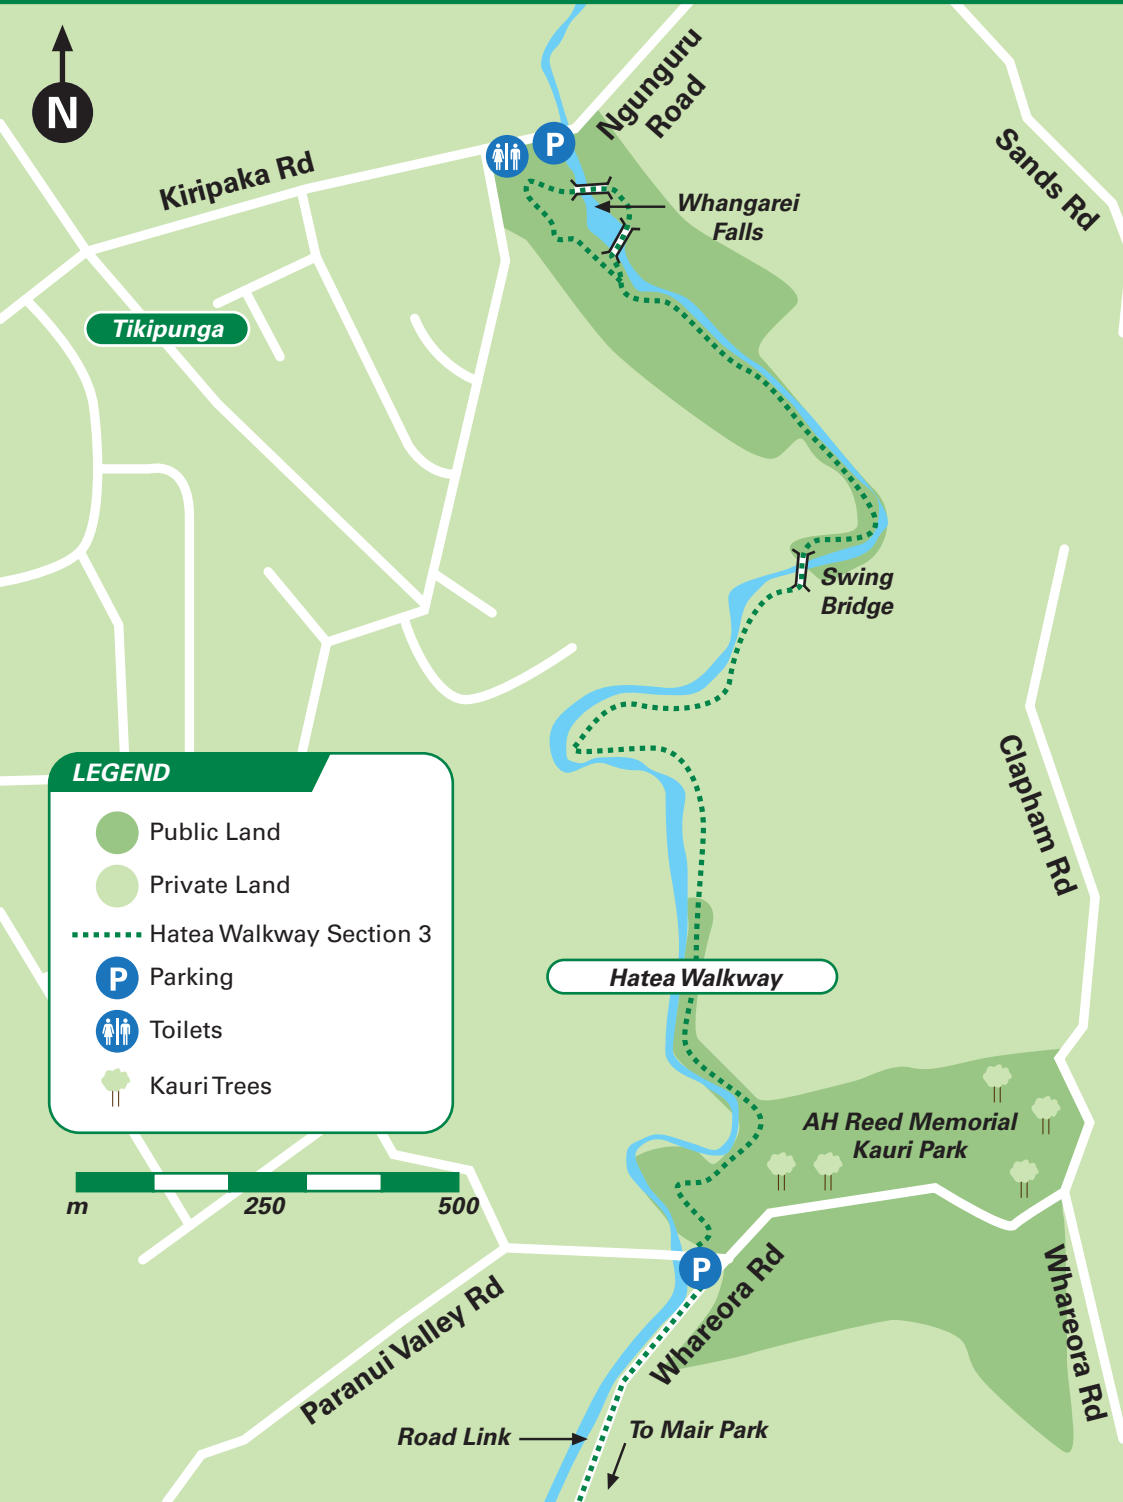 N
Ngunguru
Road
P
Kiripaka Rd
Sands Rd
Whangarei
Falls
Tikipunga
Swing
Bridge
Clapham Rd
LEGEND
Public Land
Private Land
Hatea Walkway Section 3
P Parking
Toilets
Kauri Trees
Hatea Walkway
AH Reed Memorial
Kauri Park
m 250 500
P
Whareora Rd
Whareora Rd
Paranui Valley Rd
Road Link
To Mair Park